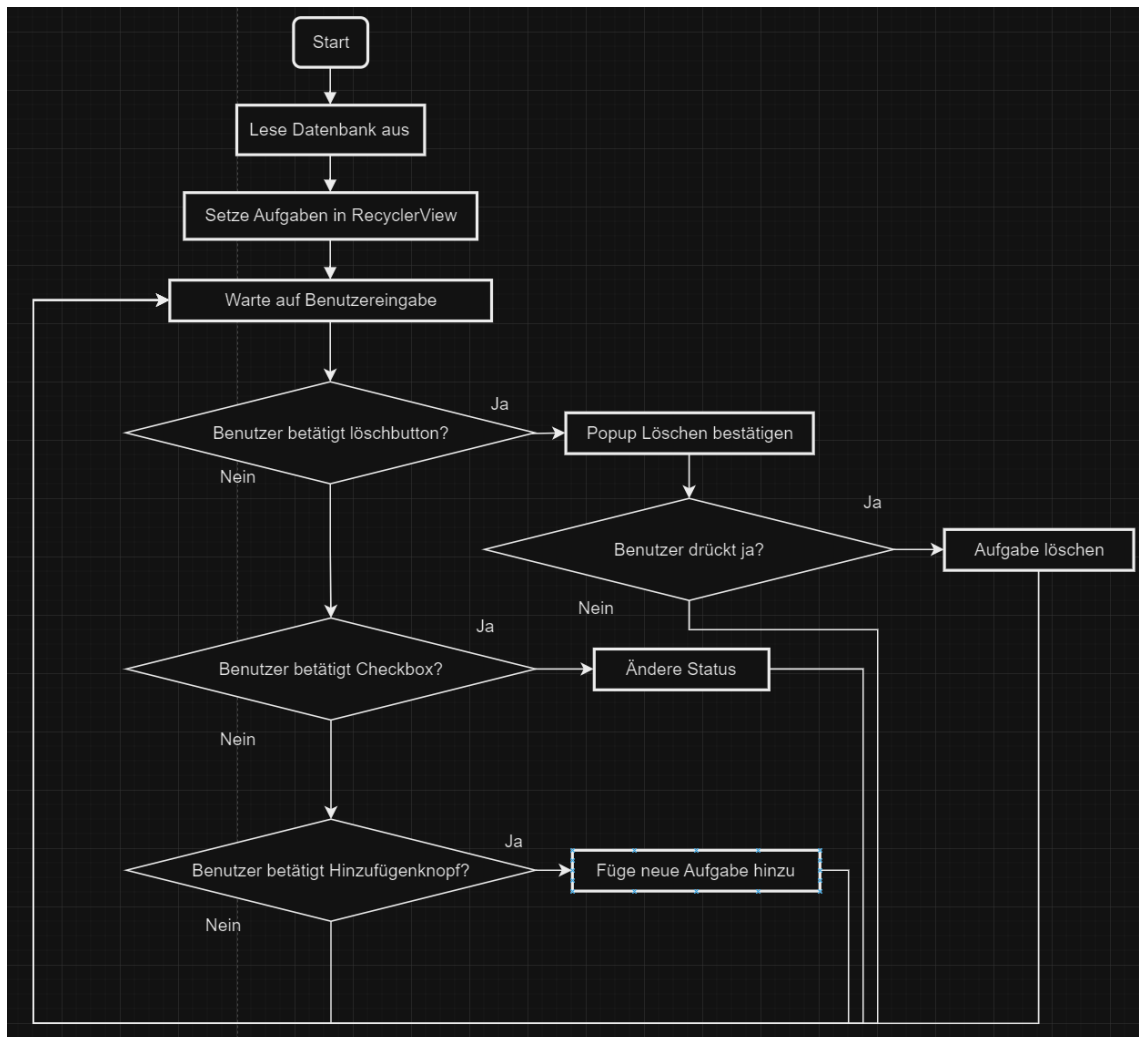 Start
Lese Datenbank aus
Setze Aufgaben in RecyclerView
Warte auf Benutzereingabe
Ja
Benutzer betätigt löschbutton?
Popup Löschen bestätigen
Nein
Ja
Benutzer drückt ja?
Aufgabe löschen
Nein
Ja
Benutzer betätigt Checkbox?
Ändere Status
Nein
Ja
Benutzer betätigt Hinzufügenknopf?
Füge neue Aufgabe hinzu
Nein